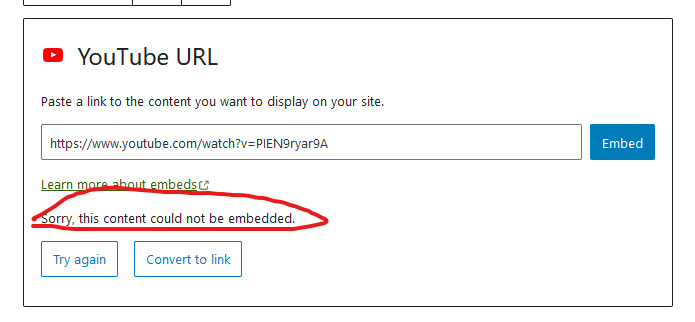 YouTube URL
Paste a link to the content you want to display on your site.
https://www.youtube.com/watch?v=PIEN9ryar9A
Embed
Learn more about embeds
Sorry, this content could not be embedded.
Try again
Convert to link